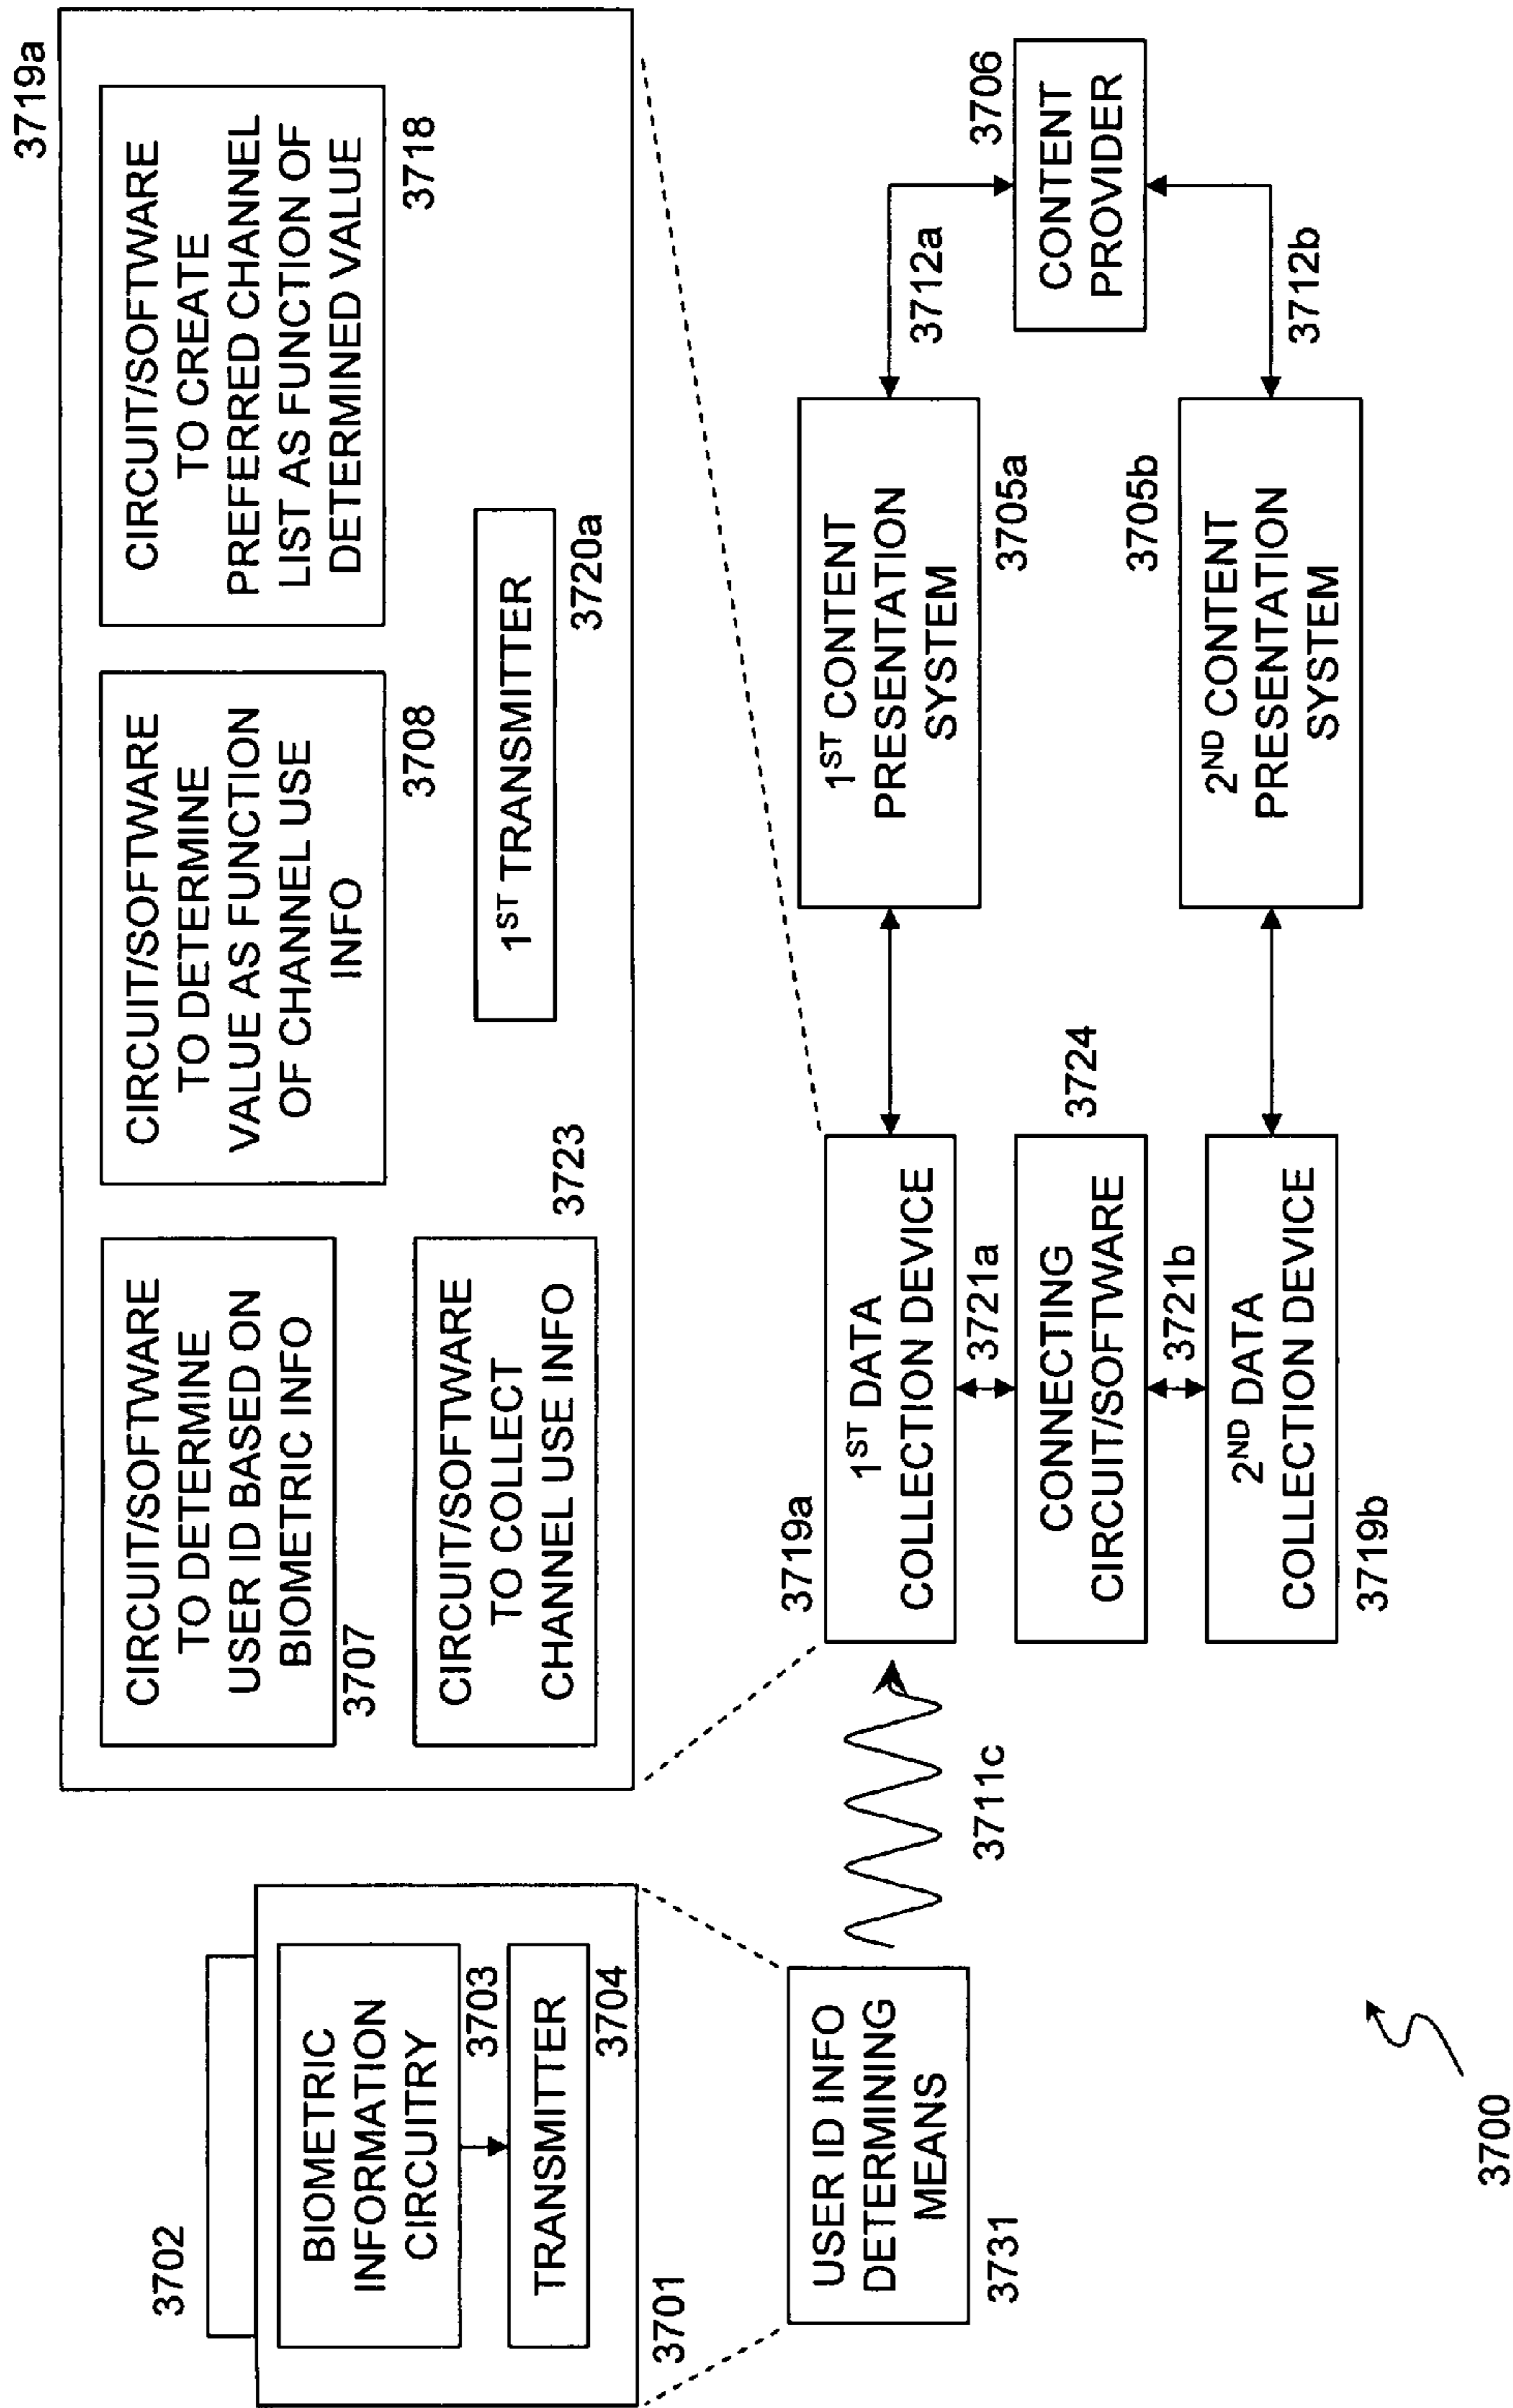 3702
BIOMETRIC
INFORMATION
CIRCUITRY
3703
TRANSMITTER
3704
3701
USER ID INFO
DETERMINING
MEANS
3731
3711c
3700
3719a
CIRCUIT/SOFTWARE
TO DETERMINE
USER ID BASED ON
BIOMETRIC INFO
3707
CIRCUIT/SOFTWARE
TO COLLECT
CHANNEL USE INFO
3723
CIRCUIT/SOFTWARE
TO DETERMINE
VALUE AS FUNCTION
OF CHANNEL USE
INFO
3708
CIRCUIT/SOFTWARE
TO CREATE
PREFERRED CHANNEL
LIST AS FUNCTION OF
DETERMINED VALUE
3718
1ST TRANSMITTER
3720a
3719a
1ST DATA
COLLECTION DEVICE
3721a
CONNECTING
CIRCUIT/SOFTWARE
3724
3721b
2ND DATA
COLLECTION DEVICE
3719b
1ST CONTENT
PRESENTATION
SYSTEM
3705a
3705b
2ND CONTENT
PRESENTATION
SYSTEM
3712a
3706
CONTENT
PROVIDER
3712b